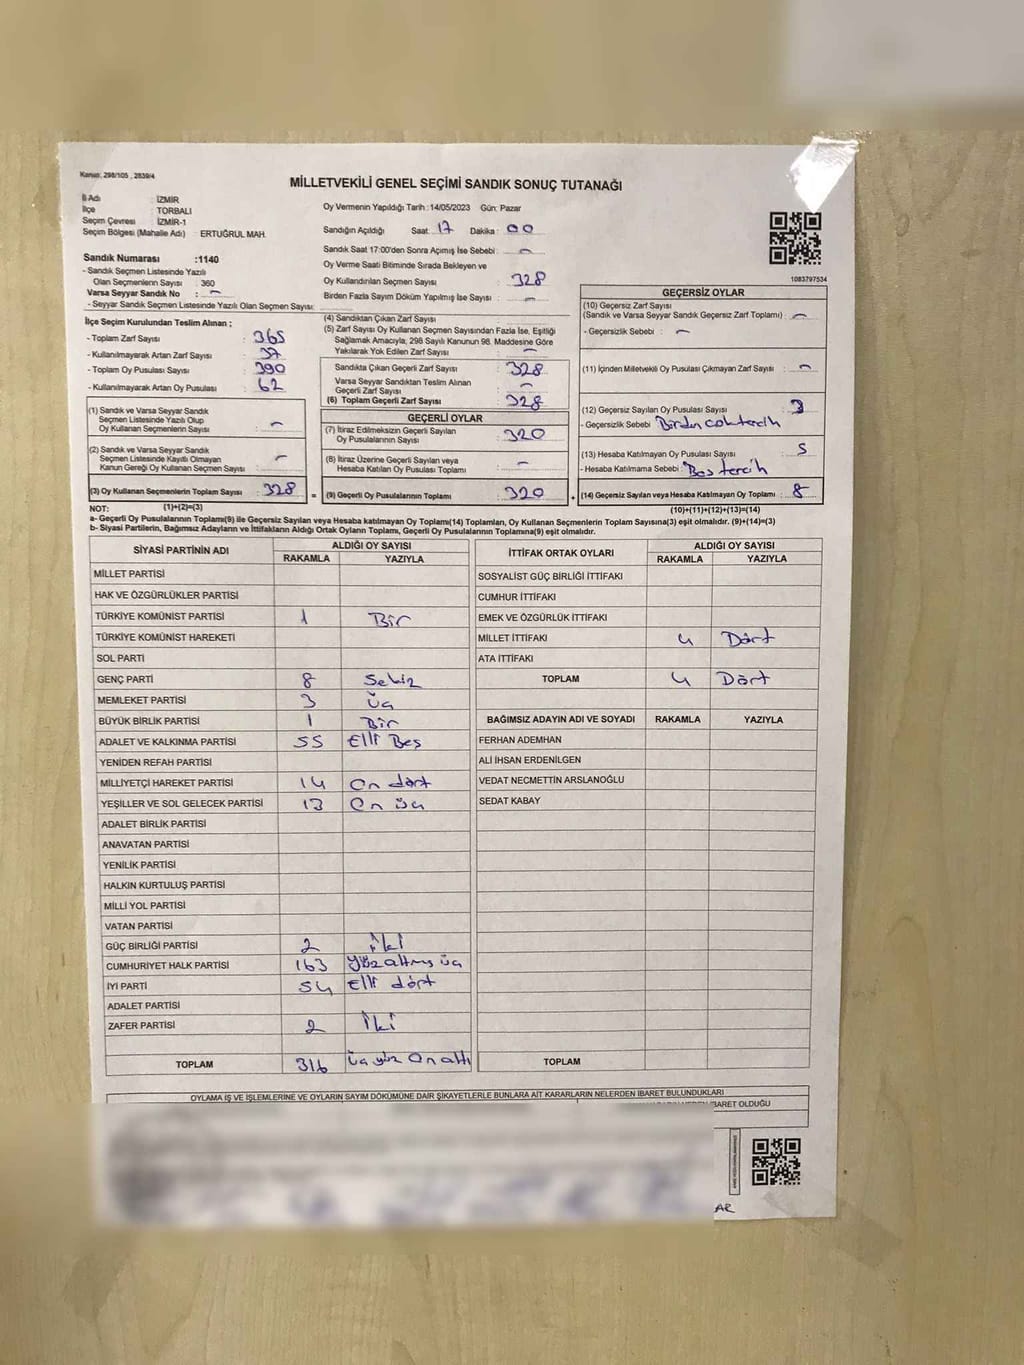 Kanun: 298/105 , 2839/4
MİLLETVEKİLİ GENEL SEÇİMİ SANDIK SONUÇ TUTANAĞI
İl Adı : İZMİR
İlçe : TORBALI
Seçim Çevresi : İZMİR-1
Seçim Bölgesi (Mahalle Adı) : ERTUĞRUL MAH.
Sandık Numarası :1140
- Sandık Seçmen Listesinde Yazılı
Olan Seçmenlerin Sayısı : 360
Varsa Seyyar Sandık No : -
- Seyyar Sandık Seçmen Listesinde Yazılı Olan Seçmen Sayısı:
Oy Vermenin Yapıldığı Tarih :14/05/2023 Gün: Pazar
Sandığın Açıldığı Saat: 17 Dakika : 00
Sandık Saat 17:00'den Sonra Açımış İse Sebebi : -
Oy Verme Saati Bitiminde Sırada Bekleyen ve
Oy Kullandırılan Seçmen Sayısı : 328
Birden Fazla Sayım Döküm Yapılmış İse Sayısı : -
1083797534
İlçe Seçim Kurulundan Teslim Alınan ;
- Toplam Zarf Sayısı : 365
- Kullanılmayarak Artan Zarf Sayısı : 37
- Toplam Oy Pusulası Sayısı : 390
- Kullanılmayarak Artan Oy Pusulası : 62
(1) Sandık ve Varsa Seyyar Sandık
Seçmen Listesinde Yazılı Olup
Oy Kullanan Seçmenlerin Sayısı : -
(2) Sandık ve Varsa Seyyar Sandık
Seçmen Listesinde Kayıtlı Olmayan
Kanun Gereği Oy Kullanan Seçmen Sayısı : -
(3) Oy Kullanan Seçmenlerin Toplam Sayısı : 328 =
(4) Sandıktan Çıkan Zarf Sayısı
(5) Zarf Sayısı Oy Kullanan Seçmen Sayısından Fazla İse, Eşitliği
Sağlamak Amacıyla, 298 Sayılı Kanunun 98. Maddesine Göre
Yakılarak Yok Edilen Zarf Sayısı : -
Sandıkta Çıkan Geçerli Zarf Sayısı : 328
Varsa Seyyar Sandıktan Teslim Alınan
Geçerli Zarf Sayısı : -
(6) Toplam Geçerli Zarf Sayısı : 328
GEÇERLİ OYLAR
(7) İtiraz Edilmeksizin Geçerli Sayılan
Oy Pusulalarının Sayısı : 320
(8) İtiraz Üzerine Geçerli Sayılan veya
Hesaba Katılan Oy Pusulası Toplamı : -
(9) Geçerli Oy Pusulalarının Toplamı : 320 +
GEÇERSİZ OYLAR
(10) Geçersiz Zarf Sayısı
(Sandık ve Varsa Seyyar Sandık Geçersiz Zarf Toplamı) : -
- Geçersizlik Sebebi : -
(11) İçinden Milletvekili Oy Pusulası Çıkmayan Zarf Sayısı : -
(12) Geçersiz Sayılan Oy Pusulası Sayısı : 3
- Geçersizlik Sebebi : Birden cok tercih
(13) Hesaba Katılmayan Oy Pusulası Sayısı : 5
- Hesaba Katılmama Sebebi : Bos tercih
(14) Geçersiz Sayılan veya Hesaba Katılmayan Oy Toplamı : 8
NOT: (1)+(2)=(3) (10)+(11)+(12)+(13)=(14)
a- Geçerli Oy Pusulalarının Toplamı(9) ile Geçersiz Sayılan veya Hesaba katılmayan Oy Toplamı(14) Toplamları, Oy Kullanan Seçmenlerin Toplam Sayısına(3) eşit olmalıdır. (9)+(14)=(3)
b- Siyasi Partilerin, Bağımsız Adayların ve İttifakların Aldığı Ortak Oyların Toplamı, Geçerli Oy Pusulalarının Toplamına(9) eşit olmalıdır.
SİYASİ PARTİNİN ADI ALDIĞI OY SAYISI
RAKAMLA YAZIYLA
MİLLET PARTİSİ
HAK VE ÖZGÜRLÜKLER PARTİSİ
TÜRKİYE KOMÜNİST PARTİSİ 1 Bir
TÜRKİYE KOMÜNİST HAREKETİ
SOL PARTİ
GENÇ PARTİ 8 Sekiz
MEMLEKET PARTİSİ 3 üç
BÜYÜK BİRLİK PARTİSİ 1 Bir
ADALET VE KALKINMA PARTİSİ 55 Elli Beş
YENİDEN REFAH PARTİSİ
MİLLİYETÇİ HAREKET PARTİSİ 14 On dört
YEŞİLLER VE SOL GELECEK PARTİSİ 13 On üç
ADALET BİRLİK PARTİSİ
ANAVATAN PARTİSİ
YENİLİK PARTİSİ
HALKIN KURTULUŞ PARTİSİ
MİLLİ YOL PARTİSİ
VATAN PARTİSİ
GÜÇ BİRLİĞİ PARTİSİ 2 İki
CUMHURİYET HALK PARTİSİ 163 Yüz altmış üç
İYİ PARTİ 54 Elli dört
ADALET PARTİSİ
ZAFER PARTİSİ 2 İki
TOPLAM 316 üç yüz On altı
İTTİFAK ORTAK OYLARI ALDIĞI OY SAYISI
RAKAMLA YAZIYLA
SOSYALİST GÜÇ BİRLİĞİ İTTİFAKI
CUMHUR İTTİFAKI
EMEK VE ÖZGÜRLÜK İTTİFAKI
MİLLET İTTİFAKI 4 Dört
ATA İTTİFAKI
TOPLAM 4 Dört
BAĞIMSIZ ADAYIN ADI VE SOYADI RAKAMLA YAZIYLA
FERHAN ADEMHAN
ALİ İHSAN ERDENİLGEN
VEDAT NECMETTİN ARSLANOĞLU
SEDAT KABAY
TOPLAM
OYLAMA İŞ VE İŞLEMLERİNE VE OYLARIN SAYIM DÖKÜMÜNE DAİR ŞİKAYETLERLE BUNLARA AİT KARARLARIN NELERDEN İBARET BULUNDUKLARI
İBARET OLDUĞU
AR